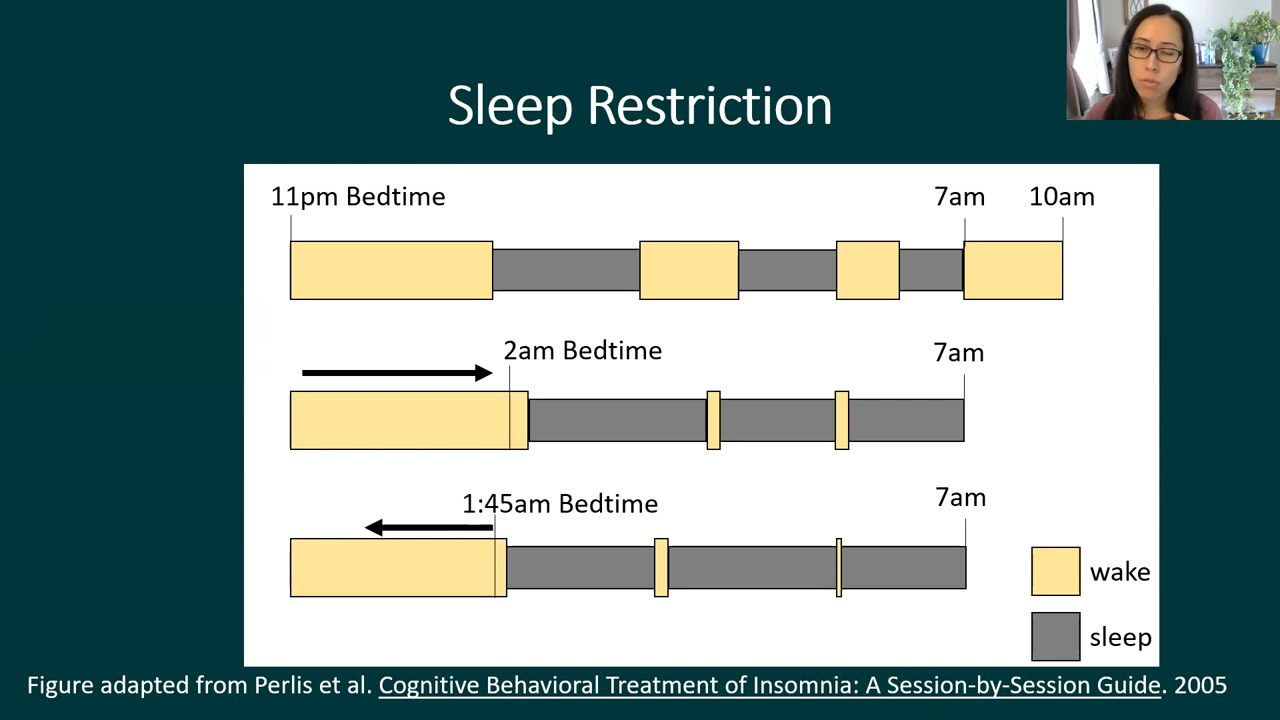 Sleep Restriction
11pm Bedtime 7am 10am
2am Bedtime 7am
1:45am Bedtime 7am
wake
sleep
Figure adapted from Perlis et al. Cognitive Behavioral Treatment of Insomnia: A Session-by-Session Guide. 2005